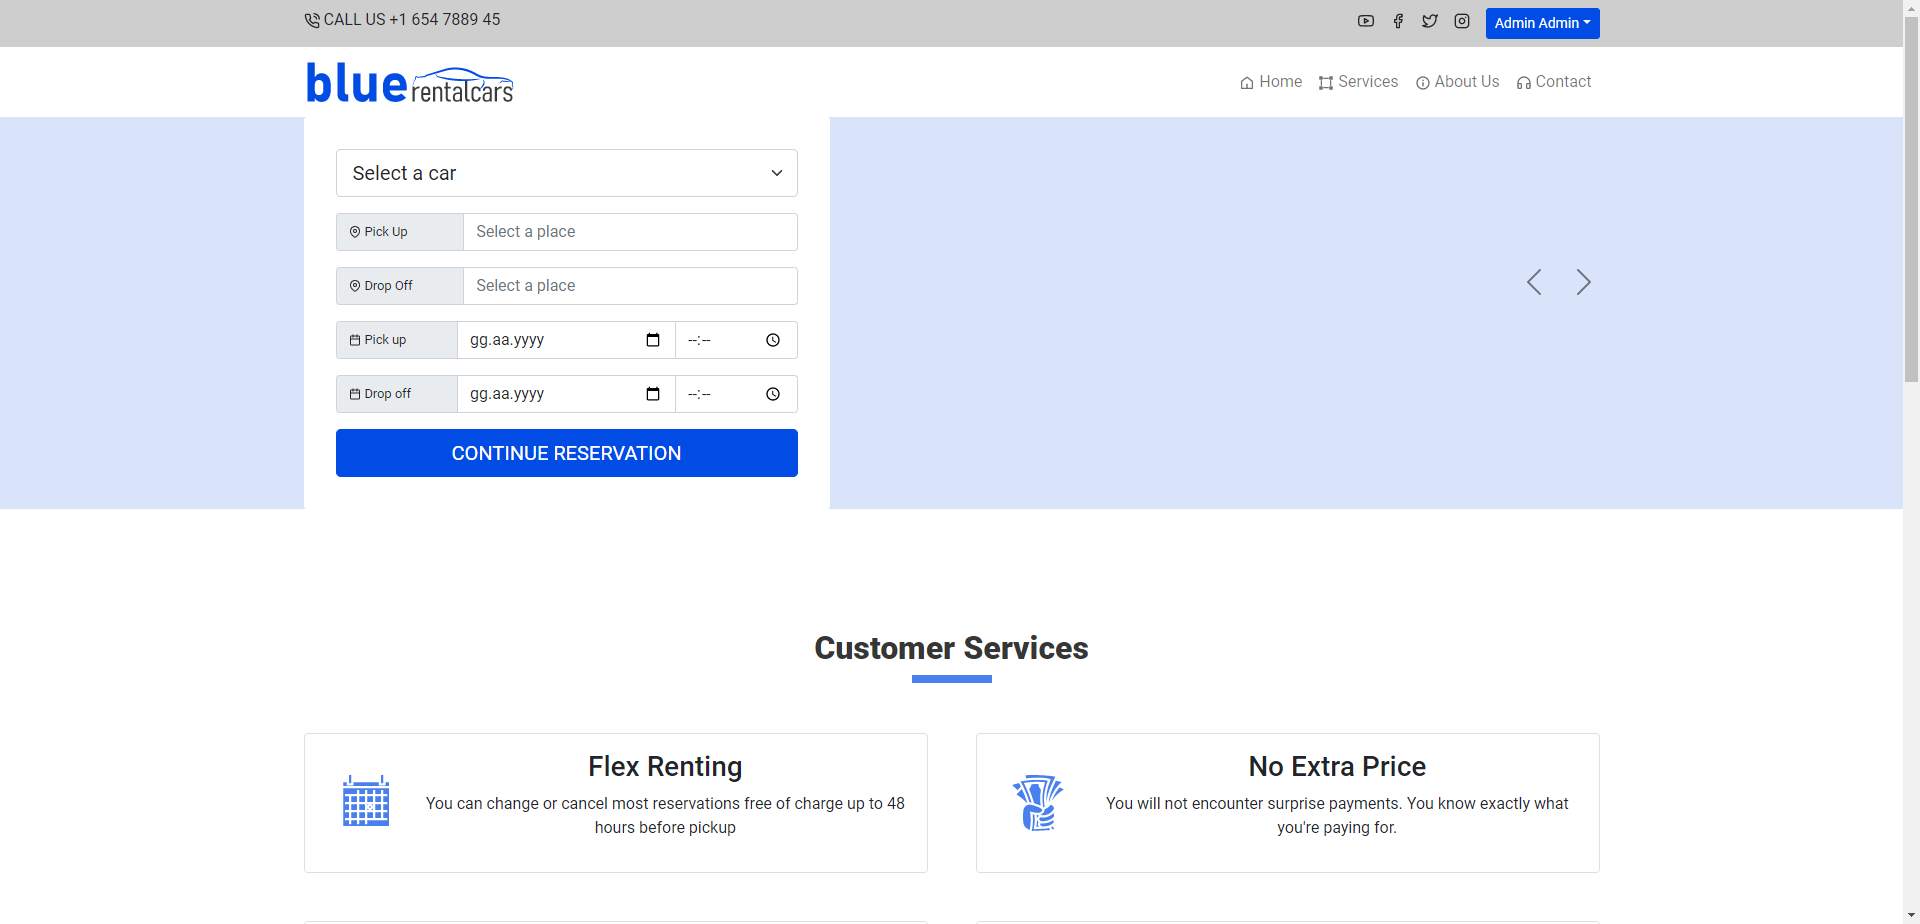 CALL US +1 654 7889 45
Admin Admin
blue rentalcars
Home Services About Us Contact
Select a car
Pick Up Select a place
Drop Off Select a place
Pick up gg.aa.yyyy --:--
Drop off gg.aa.yyyy --:--
CONTINUE RESERVATION
Customer Services
Flex Renting
You can change or cancel most reservations free of charge up to 48
hours before pickup
No Extra Price
You will not encounter surprise payments. You know exactly what
you're paying for.